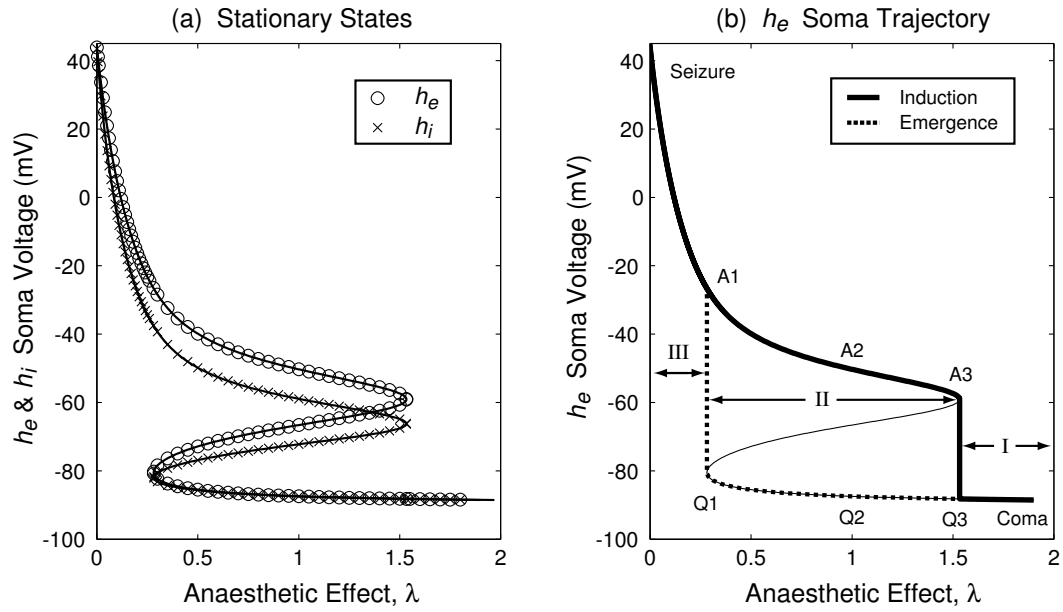 (a) Stationary States
h_e
h_i
40
20
0
-20
-40
-60
-80
-100
h_e & h_i Soma Voltage (mV)
0
0.5
1
1.5
2
Anaesthetic Effect, λ
(b) h_e Soma Trajectory
Seizure
Induction
Emergence
A1
A2
A3
III
II
I
Q1
Q2
Q3
Coma
40
20
0
-20
-40
-60
-80
-100
h_e Soma Voltage (mV)
0
0.5
1
1.5
2
Anaesthetic Effect, λ